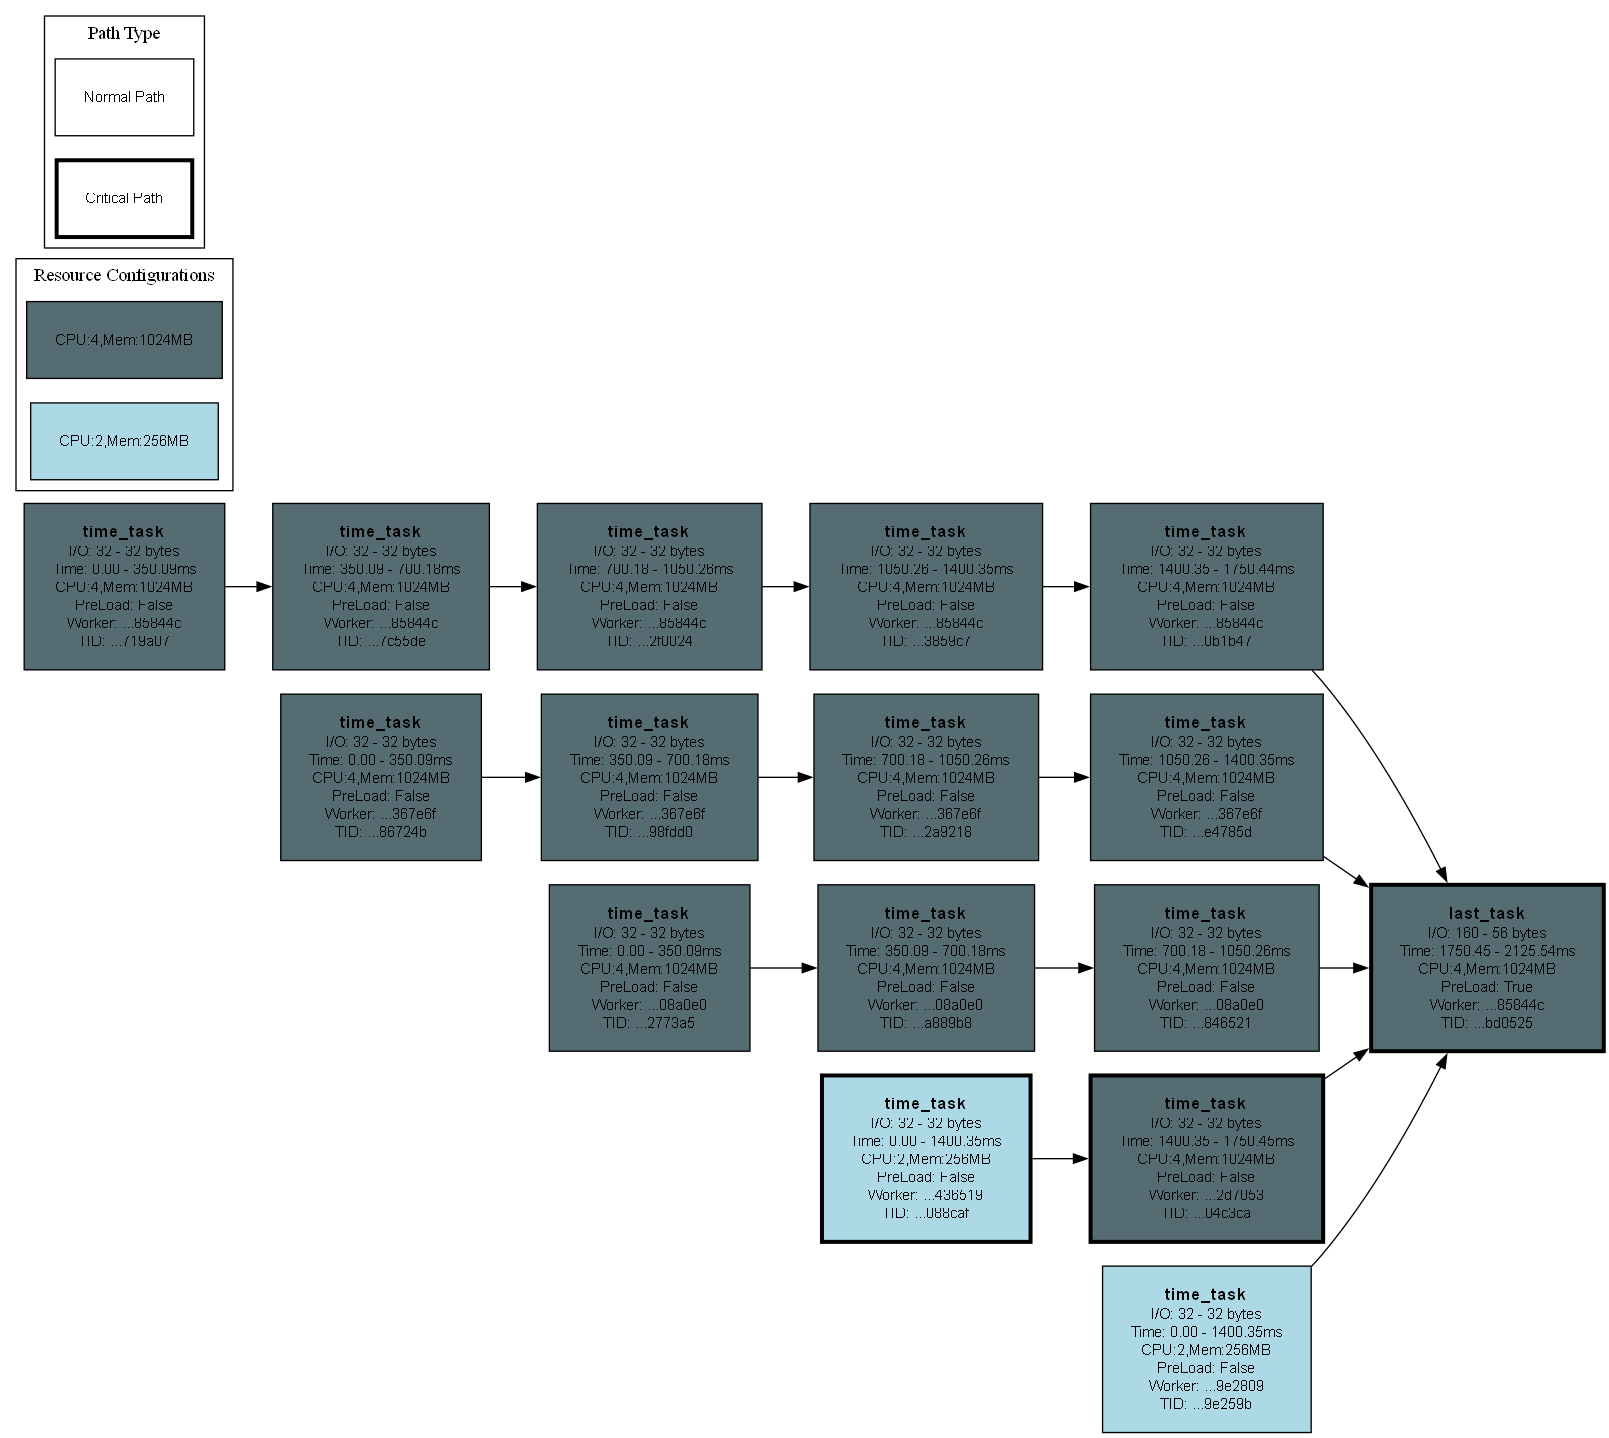 Path Type
Normal Path
Critical Path
Resource Configurations
CPU:4,Mem:1024MB
CPU:2,Mem:256MB
time_task
I/O: 32 - 32 bytes
Time: 0.00 - 350.09ms
CPU:4,Mem:1024MB
PreLoad: False
Worker: ...85844c
TID: ...719a07
time_task
I/O: 32 - 32 bytes
Time: 350.09 - 700.18ms
CPU:4,Mem:1024MB
PreLoad: False
Worker: ...85844c
TID: ...7c55de
time_task
I/O: 32 - 32 bytes
Time: 700.18 - 1050.26ms
CPU:4,Mem:1024MB
PreLoad: False
Worker: ...85844c
TID: ...2f0024
time_task
I/O: 32 - 32 bytes
Time: 1050.26 - 1400.35ms
CPU:4,Mem:1024MB
PreLoad: False
Worker: ...85844c
TID: ...3859c7
time_task
I/O: 32 - 32 bytes
Time: 1400.35 - 1750.44ms
CPU:4,Mem:1024MB
PreLoad: False
Worker: ...85844c
TID: ...0b1b47
time_task
I/O: 32 - 32 bytes
Time: 0.00 - 350.09ms
CPU:4,Mem:1024MB
PreLoad: False
Worker: ...367e6f
TID: ...86724b
time_task
I/O: 32 - 32 bytes
Time: 350.09 - 700.18ms
CPU:4,Mem:1024MB
PreLoad: False
Worker: ...367e6f
TID: ...98fdd0
time_task
I/O: 32 - 32 bytes
Time: 700.18 - 1050.26ms
CPU:4,Mem:1024MB
PreLoad: False
Worker: ...367e6f
TID: ...2a9218
time_task
I/O: 32 - 32 bytes
Time: 1050.26 - 1400.35ms
CPU:4,Mem:1024MB
PreLoad: False
Worker: ...367e6f
TID: ...e4785d
time_task
I/O: 32 - 32 bytes
Time: 0.00 - 350.09ms
CPU:4,Mem:1024MB
PreLoad: False
Worker: ...08a0e0
TID: ...2773a5
time_task
I/O: 32 - 32 bytes
Time: 350.09 - 700.18ms
CPU:4,Mem:1024MB
PreLoad: False
Worker: ...08a0e0
TID: ...a889b8
time_task
I/O: 32 - 32 bytes
Time: 700.18 - 1050.26ms
CPU:4,Mem:1024MB
PreLoad: False
Worker: ...08a0e0
TID: ...846521
last_task
I/O: 160 - 56 bytes
Time: 1750.45 - 2125.54ms
CPU:4,Mem:1024MB
PreLoad: True
Worker: ...85844c
TID: ...bd0525
time_task
I/O: 32 - 32 bytes
Time: 0.00 - 1400.35ms
CPU:2,Mem:256MB
PreLoad: False
Worker: ...436519
TID: ...088caf
time_task
I/O: 32 - 32 bytes
Time: 1400.35 - 1750.45ms
CPU:4,Mem:1024MB
PreLoad: False
Worker: ...2d7053
TID: ...04c3ca
time_task
I/O: 32 - 32 bytes
Time: 0.00 - 1400.35ms
CPU:2,Mem:256MB
PreLoad: False
Worker: ...9e2809
TID: ...9e259b